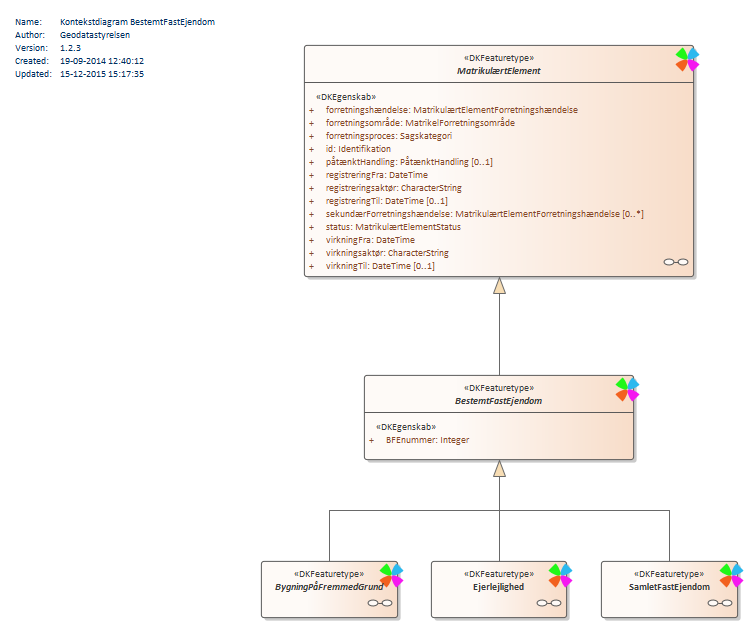 Name: Kontekstdiagram BestemtFastEjendom
Author: Geodatastyrelsen
Version: 1.2.3
Created: 19-09-2014 12:40:12
Updated: 15-12-2015 15:17:35
«DKFeaturetype»
MatrikulærtElement
«DKEgenskab»
+ forretningshændelse: MatrikulærtElementForretningshændelse
+ forretningsområde: MatrikelForretningsområde
+ forretningsproces: Sagskategori
+ id: Identifikation
+ påtænktHandling: PåtænktHandling [0..1]
+ registreringFra: DateTime
+ registreringsaktør: CharacterString
+ registreringTil: DateTime [0..1]
+ sekundærForretningshændelse: MatrikulærtElementForretningshændelse [0..*]
+ status: MatrikulærtElementStatus
+ virkningFra: DateTime
+ virkningsaktør: CharacterString
+ virkningTil: DateTime [0..1]
«DKFeaturetype»
BestemtFastEjendom
«DKEgenskab»
+ BFEnummer: Integer
«DKFeaturetype»
BygningPåFremmedGrund
«DKFeaturetype»
Ejerlejlighed
«DKFeaturetype»
SamletFastEjendom